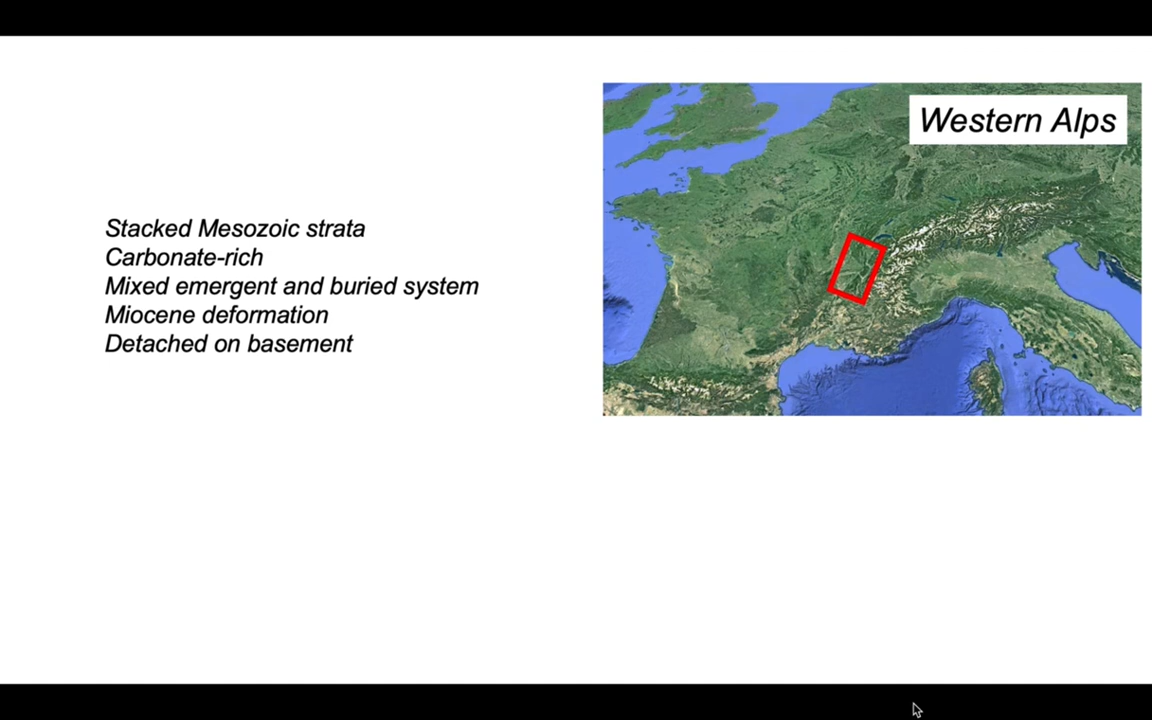 Western Alps
Stacked Mesozoic strata
Carbonate-rich
Mixed emergent and buried system
Miocene deformation
Detached on basement